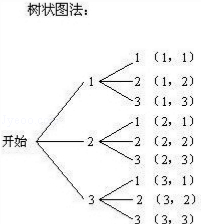 树状图法：
1 （1，1）
1 2 （1，2）
3 （1，3）
1 （2，1）
开始 2 2 （2，2）
3 （2，3）
1 （3，1）
3 2 （3，2）
3 （3，3）